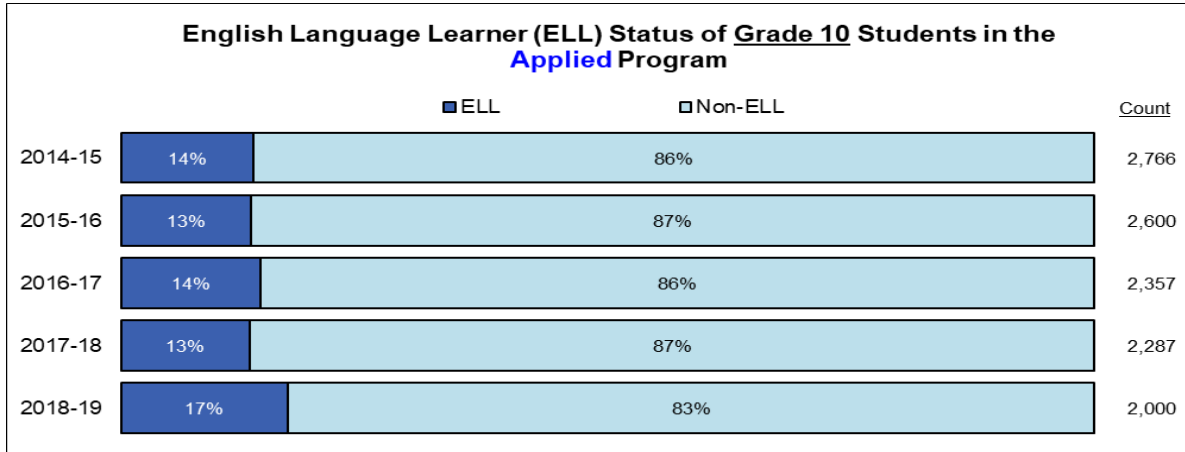 English Language Learner (ELL) Status of Grade 10 Students in the
Applied Program
ELL Non-ELL Count
2014-15 14% 86% 2,766
2015-16 13% 87% 2,600
2016-17 14% 86% 2,357
2017-18 13% 87% 2,287
2018-19 17% 83% 2,000